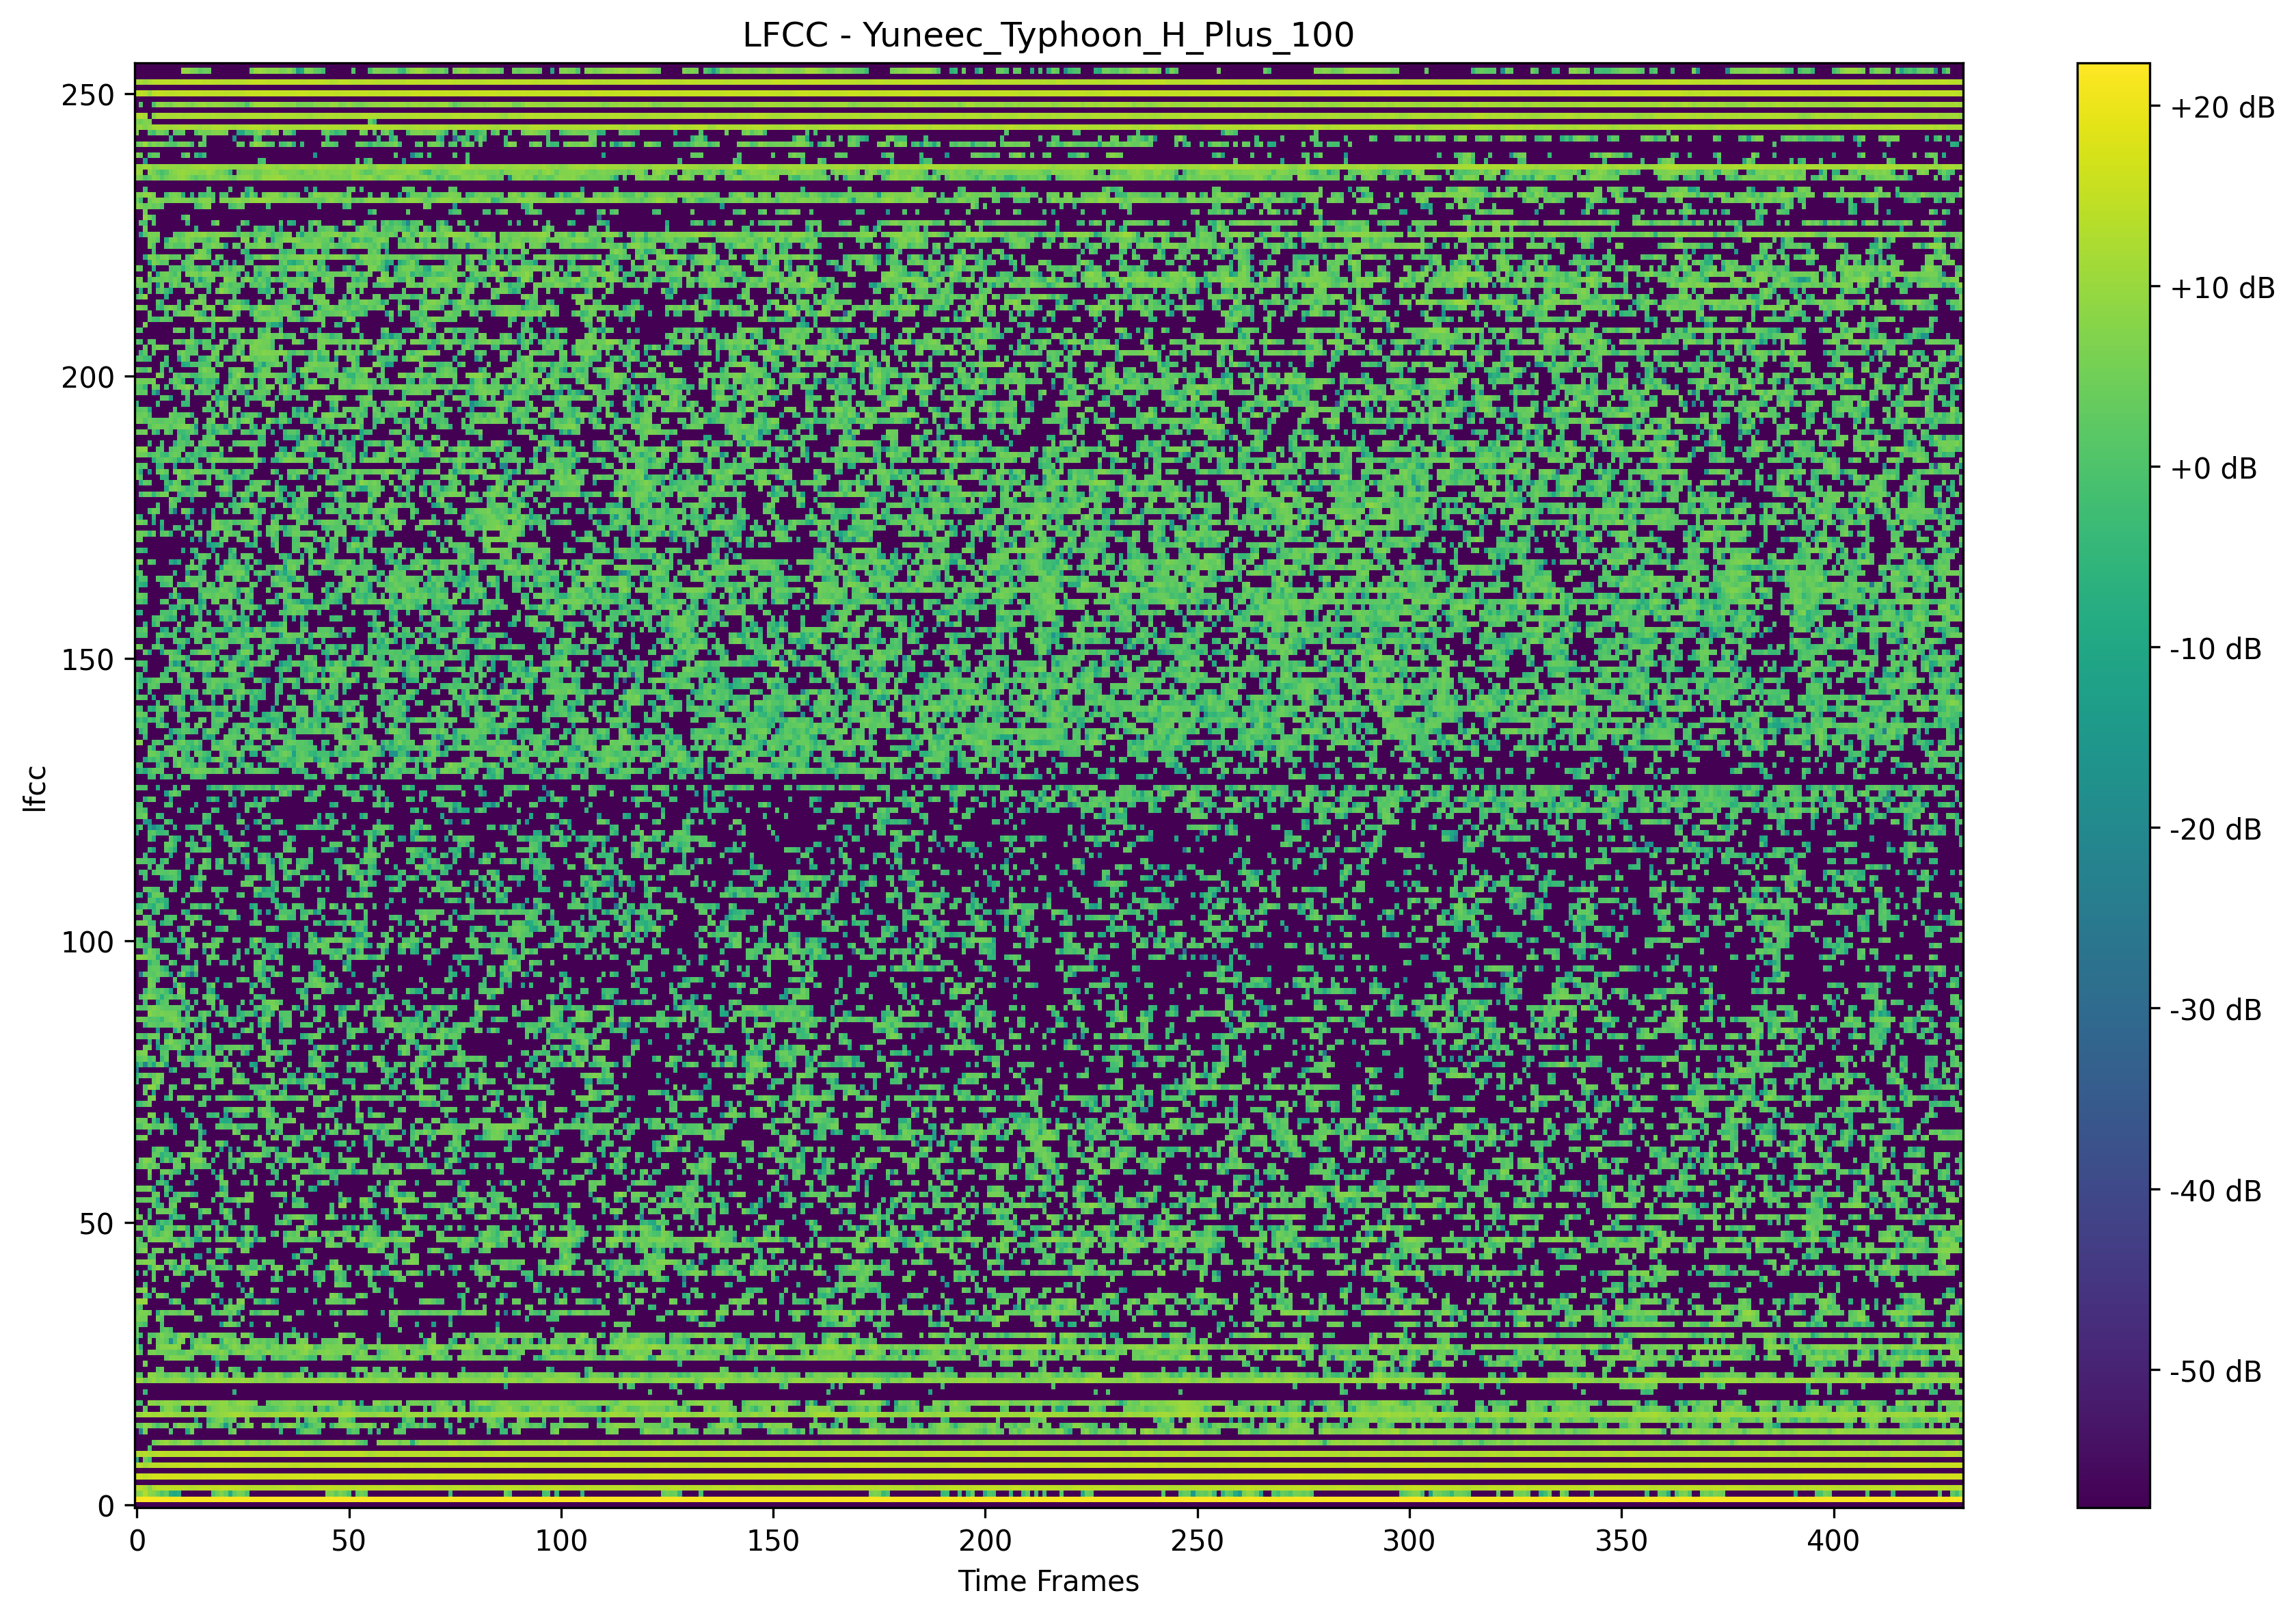 LFCC - Yuneec_Typhoon_H_Plus_100
250
200
150
100
50
0
lfcc
0 50 100 150 200 250 300 350 400
Time Frames
+20 dB
+10 dB
+0 dB
-10 dB
-20 dB
-30 dB
-40 dB
-50 dB